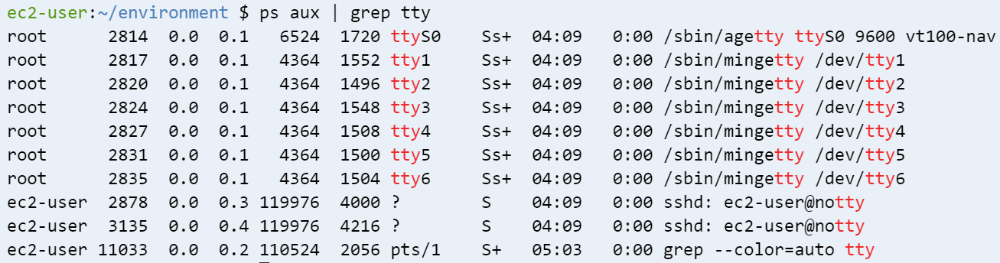 ec2-user:~/environment $ ps aux | grep tty
root      2814  0.0  0.1   6524  1720 ttyS0    Ss+  04:09   0:00 /sbin/agetty ttyS0 9600 vt100-nav
root      2817  0.0  0.1   4364  1552 tty1     Ss+  04:09   0:00 /sbin/mingetty /dev/tty1
root      2820  0.0  0.1   4364  1496 tty2     Ss+  04:09   0:00 /sbin/mingetty /dev/tty2
root      2824  0.0  0.1   4364  1548 tty3     Ss+  04:09   0:00 /sbin/mingetty /dev/tty3
root      2827  0.0  0.1   4364  1508 tty4     Ss+  04:09   0:00 /sbin/mingetty /dev/tty4
root      2831  0.0  0.1   4364  1500 tty5     Ss+  04:09   0:00 /sbin/mingetty /dev/tty5
root      2835  0.0  0.1   4364  1504 tty6     Ss+  04:09   0:00 /sbin/mingetty /dev/tty6
ec2-user  2878  0.0  0.3 119976  4000 ?        S    04:09   0:00 sshd: ec2-user@notty
ec2-user  3135  0.0  0.4 119976  4216 ?        S    04:09   0:00 sshd: ec2-user@notty
ec2-user 11033  0.0  0.2 110524  2056 pts/1    S+   05:03   0:00 grep --color=auto tty